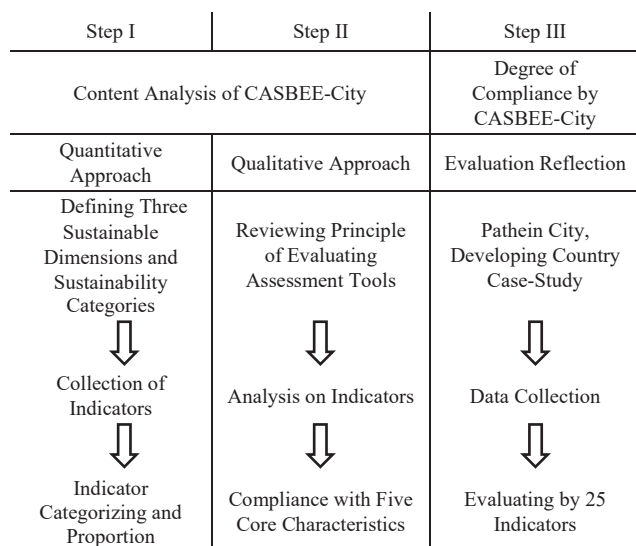 Step I
Step II
Step III
Content Analysis of CASBEE-City
Degree of
Compliance by
CASBEE-City
Quantitative
Approach
Qualitative Approach
Evaluation Reflection
Defining Three
Sustainable
Dimensions and
Sustainability
Categories
Reviewing Principle
of Evaluating
Assessment Tools
Pathein City,
Developing Country
Case-Study
Collection of
Indicators
Analysis on Indicators
Data Collection
Indicator
Categorizing and
Proportion
Compliance with Five
Core Characteristics
Evaluating by 25
Indicators